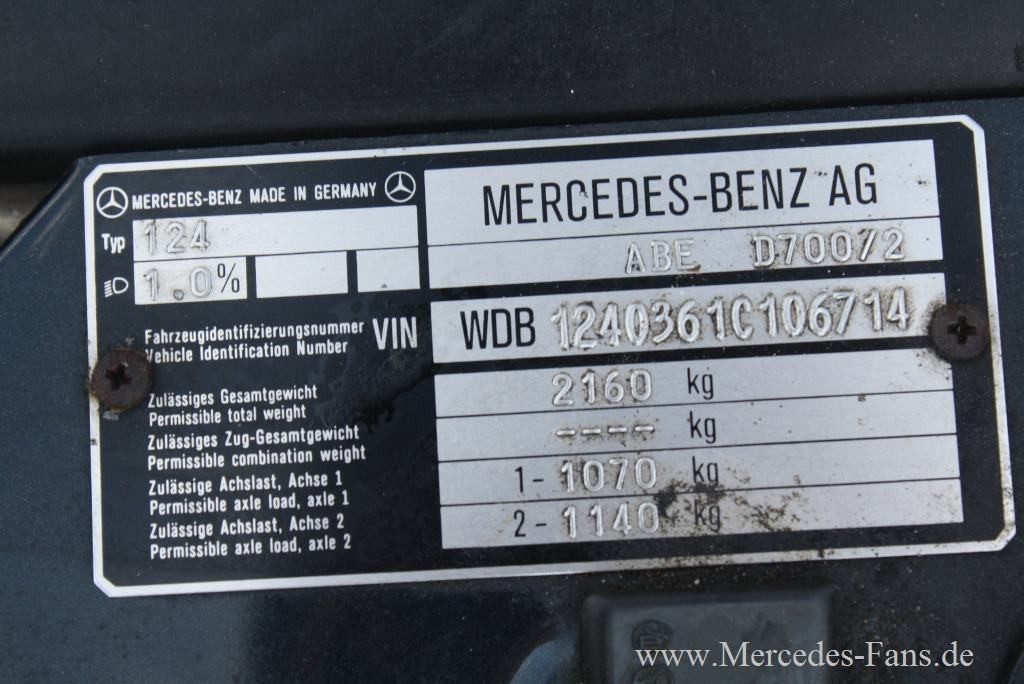 MERCEDES-BENZ MADE IN GERMANY
MERCEDES-BENZ AG
Typ 124
ABE D700/2
1.0%
Fahrzeugidentifizierungsnummer
Vehicle Identification Number
VIN WDB 1240361C106714
Zulässiges Gesamtgewicht
Permissible total weight
2160 kg
Zulässiges Zug-Gesamtgewicht
Permissible combination weight
---- kg
Zulässige Achslast, Achse 1
Permissible axle load, axle 1
1- 1070 kg
Zulässige Achslast, Achse 2
Permissible axle load, axle 2
2- 1140 kg
www.Mercedes-Fans.de